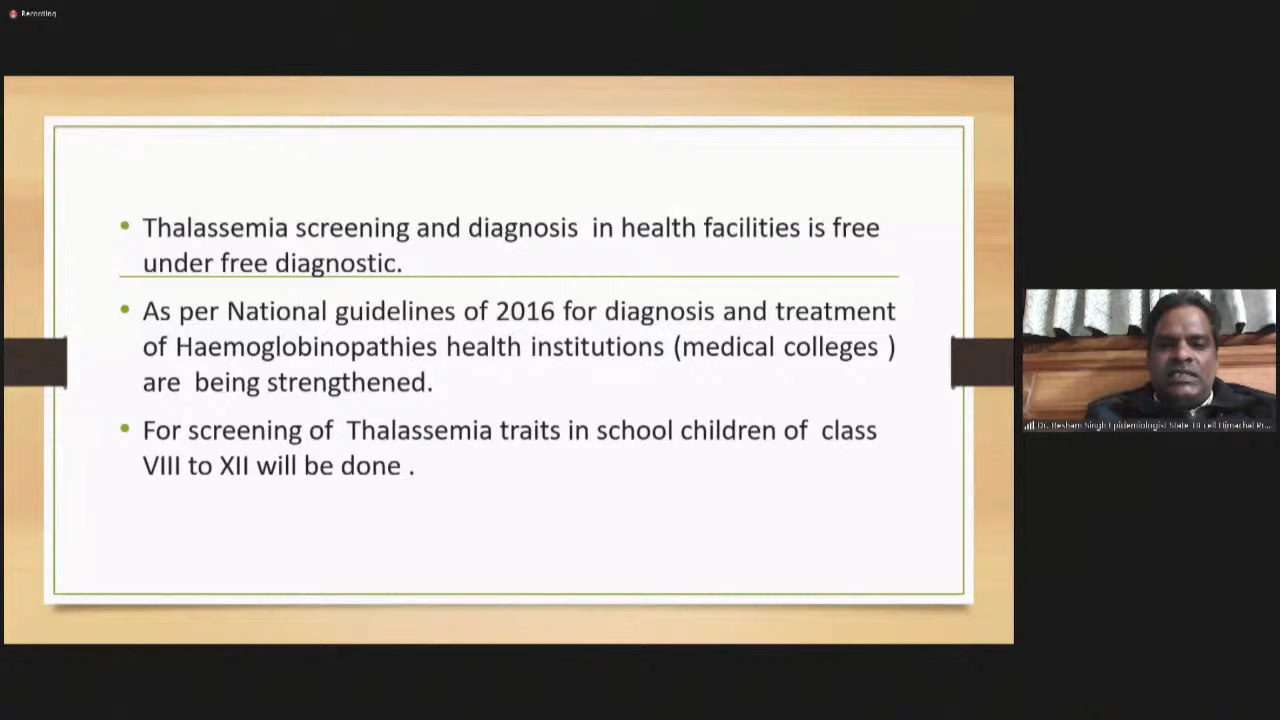 Recording
• Thalassemia screening and diagnosis in health facilities is free
under free diagnostic.
• As per National guidelines of 2016 for diagnosis and treatment
of Haemoglobinopathies health institutions (medical colleges )
are being strengthened.
• For screening of Thalassemia traits in school children of class
VIII to XII will be done .
Dr. Resham Singh Epidemiologist State TB cell Himachal Pr...